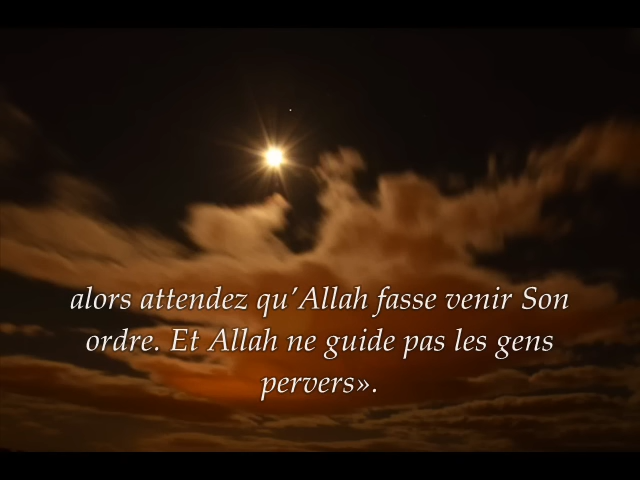 alors attendez qu’Allah fasse venir Son
ordre. Et Allah ne guide pas les gens
pervers».